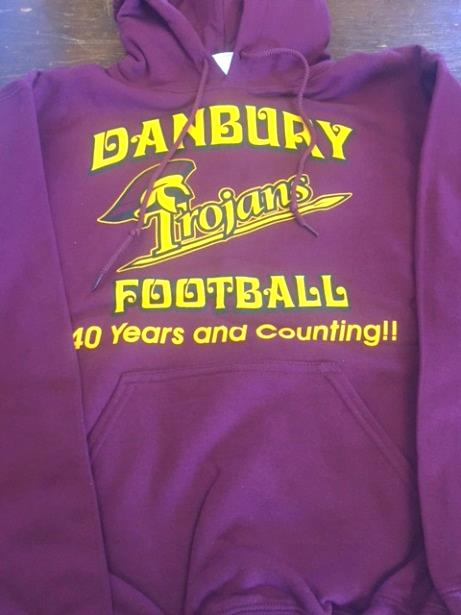 DANBURY
Trojans
FOOTBALL
40 Years and Counting!!